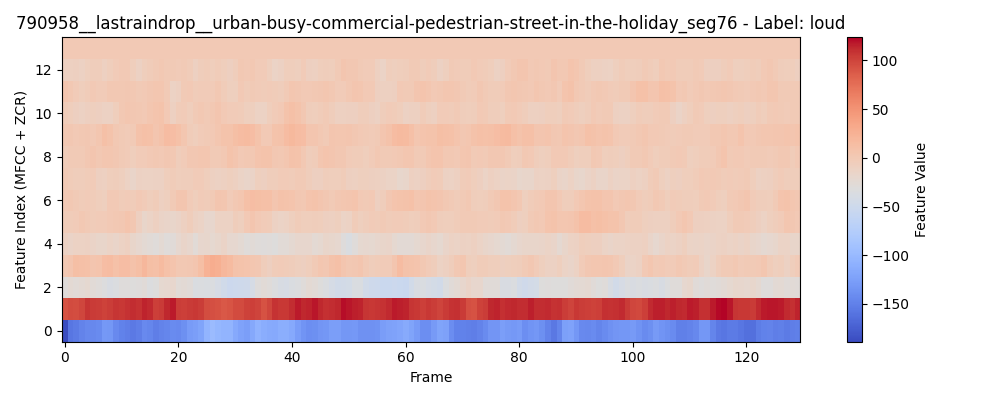 790958__lastraindrop__urban-busy-commercial-pedestrian-street-in-the-holiday_seg76 - Label: loud
Feature Index (MFCC + ZCR)
12
10
8
6
4
2
0
0 20 40 60 80 100 120
Frame
100
50
0
−50
−100
−150
Feature Value